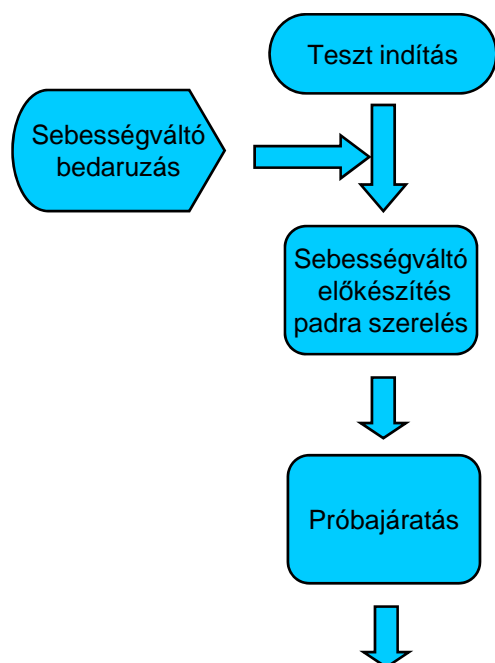 Teszt indítás
Sebességváltó
bedaruzás
Sebességváltó
előkészítés
padra szerelés
Próbajáratás